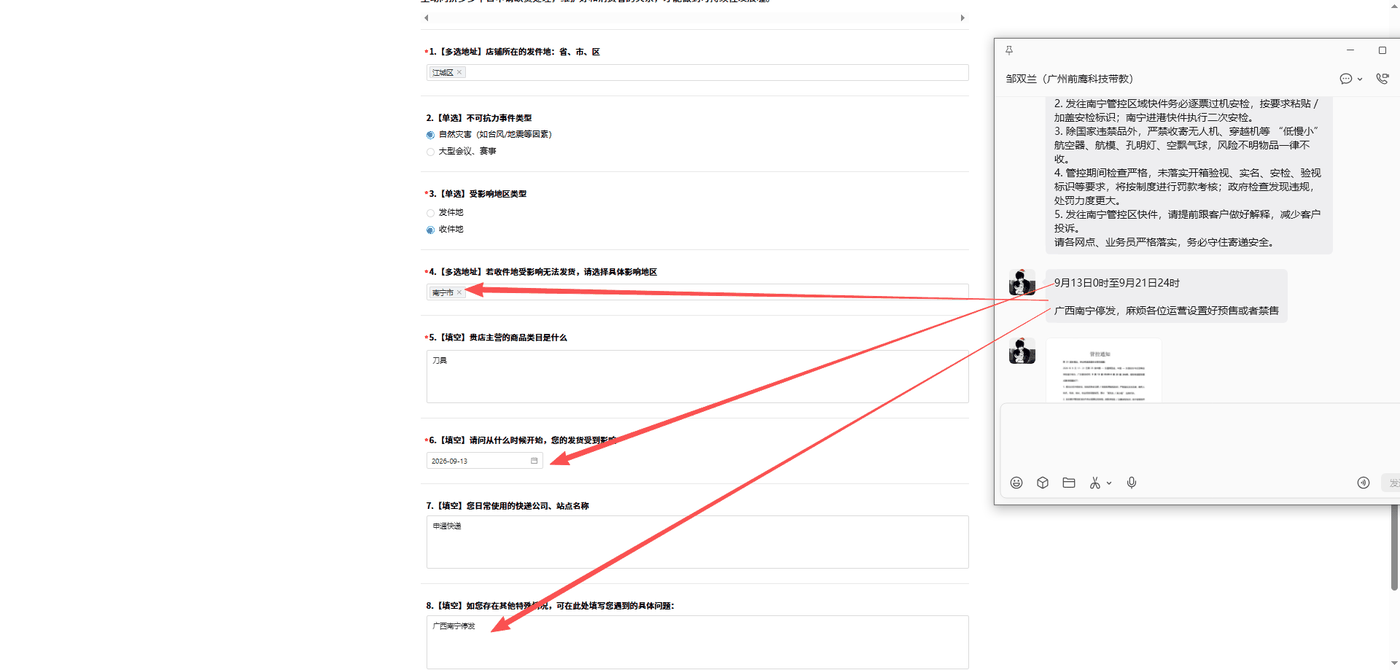 *1.【多选地址】店铺所在的发件地：省、市、区
江城区 ×
2.【单选】不可抗力事件类型
自然灾害（如台风/地震等因素）
大型会议、赛事
*3.【单选】受影响地区类型
发件地
收件地
*4.【多选地址】若收件地受影响无法发货，请选择具体影响地区
南宁市 ×
*5.【填空】贵店主营的商品类目是什么
刀具
*6.【填空】请问从什么时候开始，您的发货受到影响
2026-09-13
7.【填空】您日常使用的快递公司、站点名称
申通快递
8.【填空】如您存在其他特殊情况，可在此处填写您遇到的具体问题：
广西南宁停发
邹双兰（广州前鹰科技带教）
2. 发往南宁管控区域快件务必逐票过机安检，按要求粘贴 /
加盖安检标识；南宁进港快件执行二次安检。
3. 除国家违禁品外，严禁收寄无人机、穿越机等 “低慢小”
航空器、航模、孔明灯、空飘气球，风险不明物品一律不
收。
4. 管控期间检查严格，未落实开箱验视、实名、安检、验视
标识等要求，将按制度进行罚款考核；政府检查发现违规，
处罚力度更大。
5. 发往南宁管控区快件，请提前跟客户做好解释，减少客户
投诉。
请各网点、业务员严格落实，务必守住寄递安全。
9月13日0时至9月21日24时
广西南宁停发，麻烦各位运营设置好预售或者禁售
管控通知